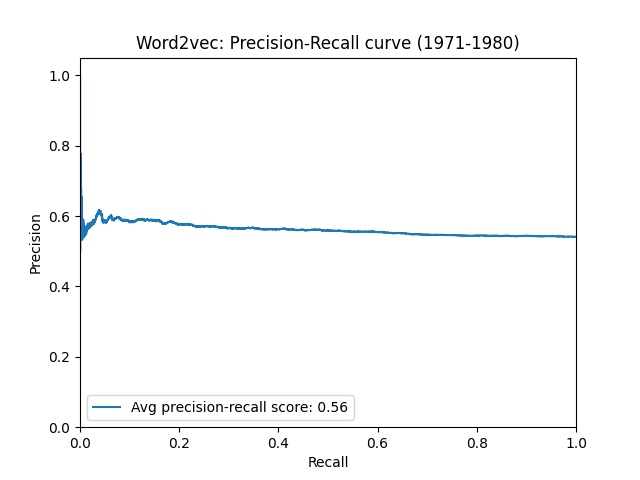 Word2vec: Precision-Recall curve (1971-1980)
1.0
0.8
0.6
0.4
0.2
0.0
Precision
Avg precision-recall score: 0.56
0.0 0.2 0.4 0.6 0.8 1.0
Recall